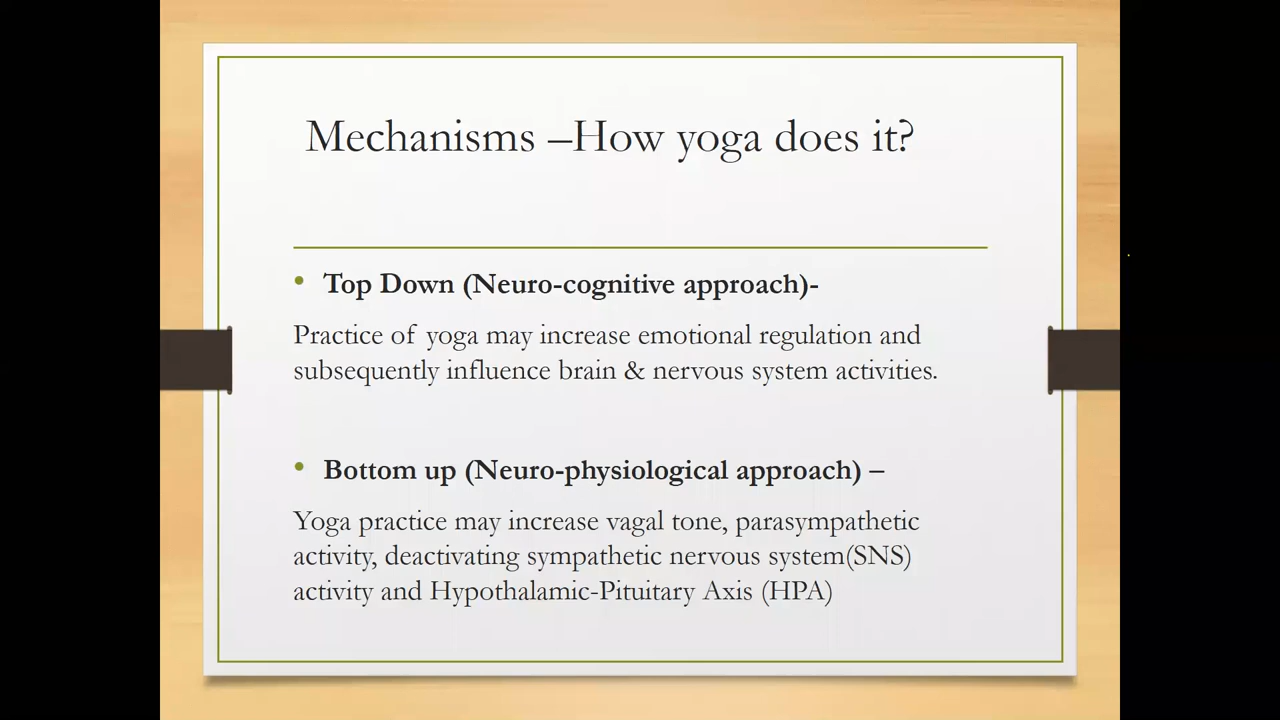 Mechanisms –How yoga does it?
• Top Down (Neuro-cognitive approach)-
Practice of yoga may increase emotional regulation and
subsequently influence brain & nervous system activities.
• Bottom up (Neuro-physiological approach) –
Yoga practice may increase vagal tone, parasympathetic
activity, deactivating sympathetic nervous system(SNS)
activity and Hypothalamic-Pituitary Axis (HPA)